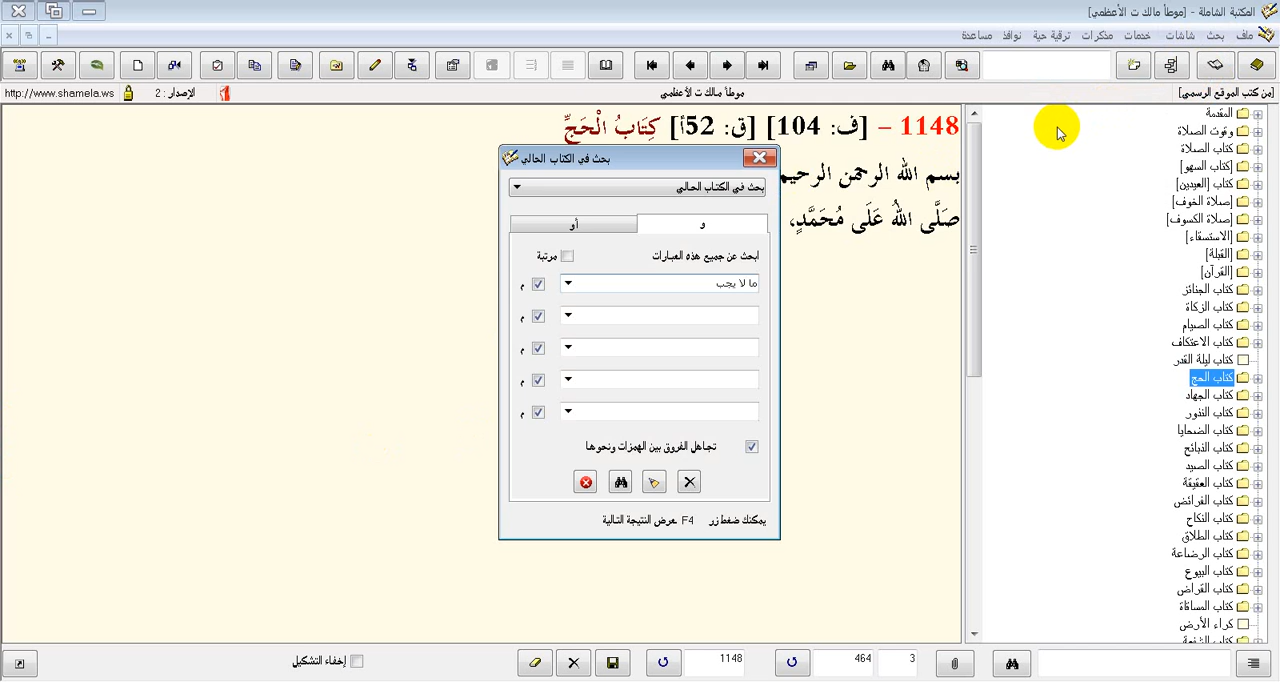 المكتبة الشاملة - [موطأ مالك ت الأعظمي]
ملف بحث شاشات خدمات مذكرات ترقية حية نوافذ مساعدة
[من كتب الموقع الرسمي]
موطأ مالك ت الأعظمي
الإصدار: 2
http://www.shamela.ws
1148 – [ف: 104] [ق: 52أ] كِتَابُ الْحَجِّ
بسم الله الرحمن الرحيم
صَلَّى اللهُ عَلَى مُحَمَّدٍ،
بحث في الكتاب الحالي
بحث في الكتاب الحالي
و
أو
ابحث عن جميع هذه العبارات
مرتبة
ما لا يجب
م
م
م
م
م
تجاهل الفروق بين الهمزات ونحوها
يمكنك ضغط زر F4 لعرض النتيجة التالية
المقدمة
وقوت الصلاة
كتاب الصلاة
[كتاب السهو]
كتاب [العيدين]
[صلاة الخوف]
[صلاة الكسوف]
[الاستسقاء]
[القبلة]
[القرآن]
كتاب الجنائز
كتاب الزكاة
كتاب الصيام
كتاب الاعتكاف
كتاب ليلة القدر
كتاب الحج
كتاب الجهاد
كتاب النذور
كتاب الضحايا
كتاب الذبائح
كتاب الصيد
كتاب العقيقة
كتاب الفرائض
كتاب النكاح
كتاب الطلاق
كتاب الرضاعة
كتاب البيوع
كتاب القراض
كتاب المساقاة
كراء الأرض
كتاب الشفعة
3
464
1148
إخفاء التشكيل